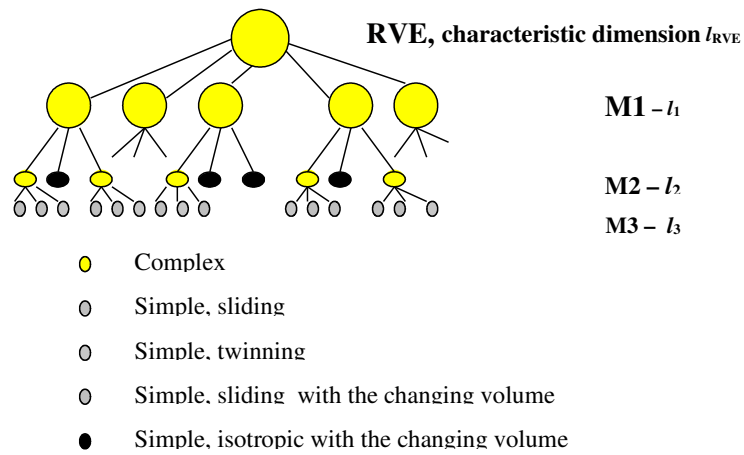 RVE, characteristic dimension lRVE
M1 – l1
M2 – l2
M3 – l3
Complex
Simple, sliding
Simple, twinning
Simple, sliding with the changing volume
Simple, isotropic with the changing volume